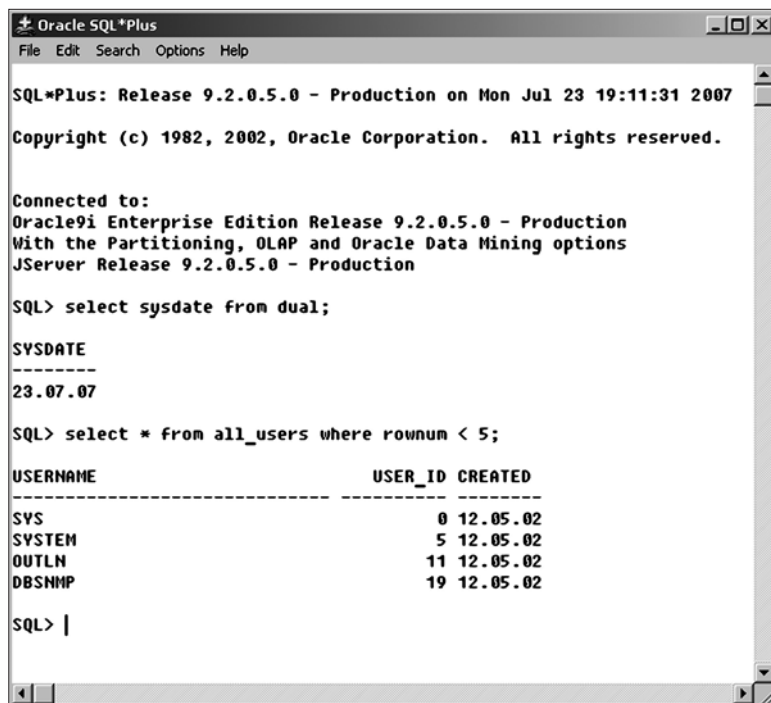 Oracle SQL*Plus
File Edit Search Options Help
SQL*Plus: Release 9.2.0.5.0 - Production on Mon Jul 23 19:11:31 2007
Copyright (c) 1982, 2002, Oracle Corporation.  All rights reserved.
Connected to:
Oracle9i Enterprise Edition Release 9.2.0.5.0 - Production
With the Partitioning, OLAP and Oracle Data Mining options
JServer Release 9.2.0.5.0 - Production
SQL> select sysdate from dual;
SYSDATE
--------
23.07.07
SQL> select * from all_users where rownum < 5;
USERNAME                          USER_ID CREATED
------------------------------ ---------- --------
SYS                                     0 12.05.02
SYSTEM                                  5 12.05.02
OUTLN                                  11 12.05.02
DBSNMP                                 19 12.05.02
SQL>